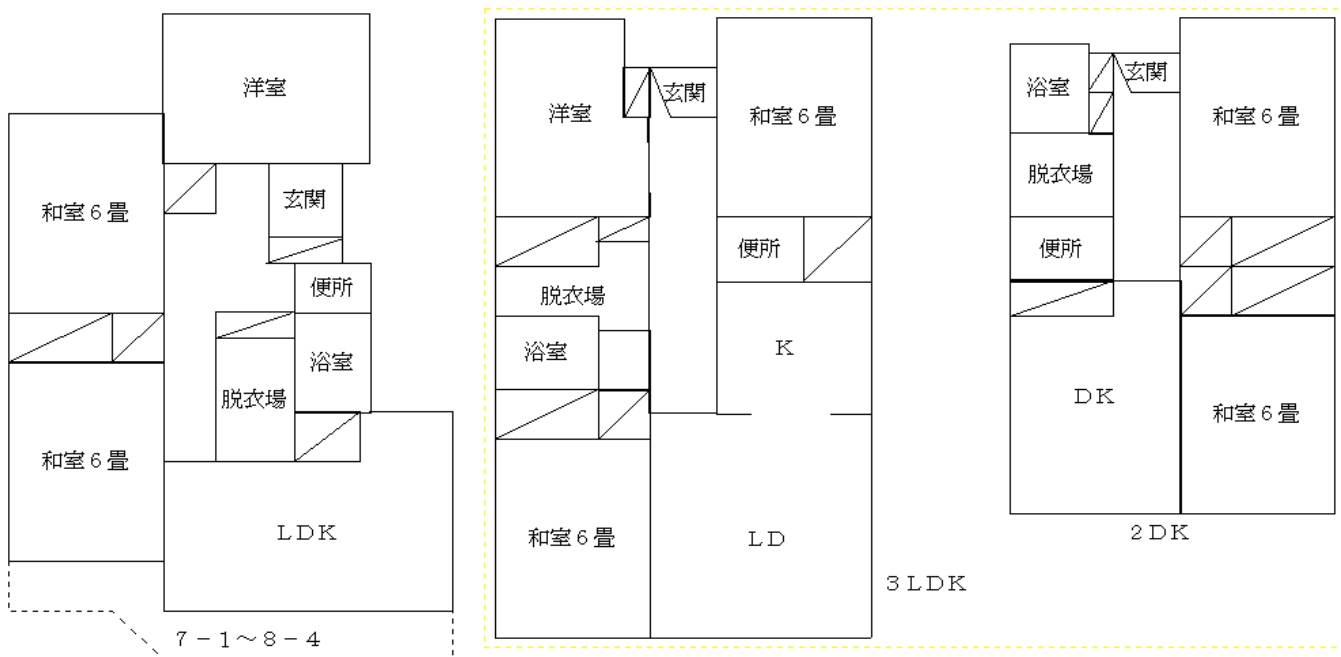 洋室
和室６畳
玄関
便所
浴室
脱衣場
和室６畳
ＬＤＫ
７－１～８－４
洋室
玄関
和室６畳
便所
脱衣場
浴室
Ｋ
和室６畳
ＬＤ
３ＬＤＫ
浴室
玄関
和室６畳
脱衣場
便所
ＤＫ
和室６畳
２ＤＫ